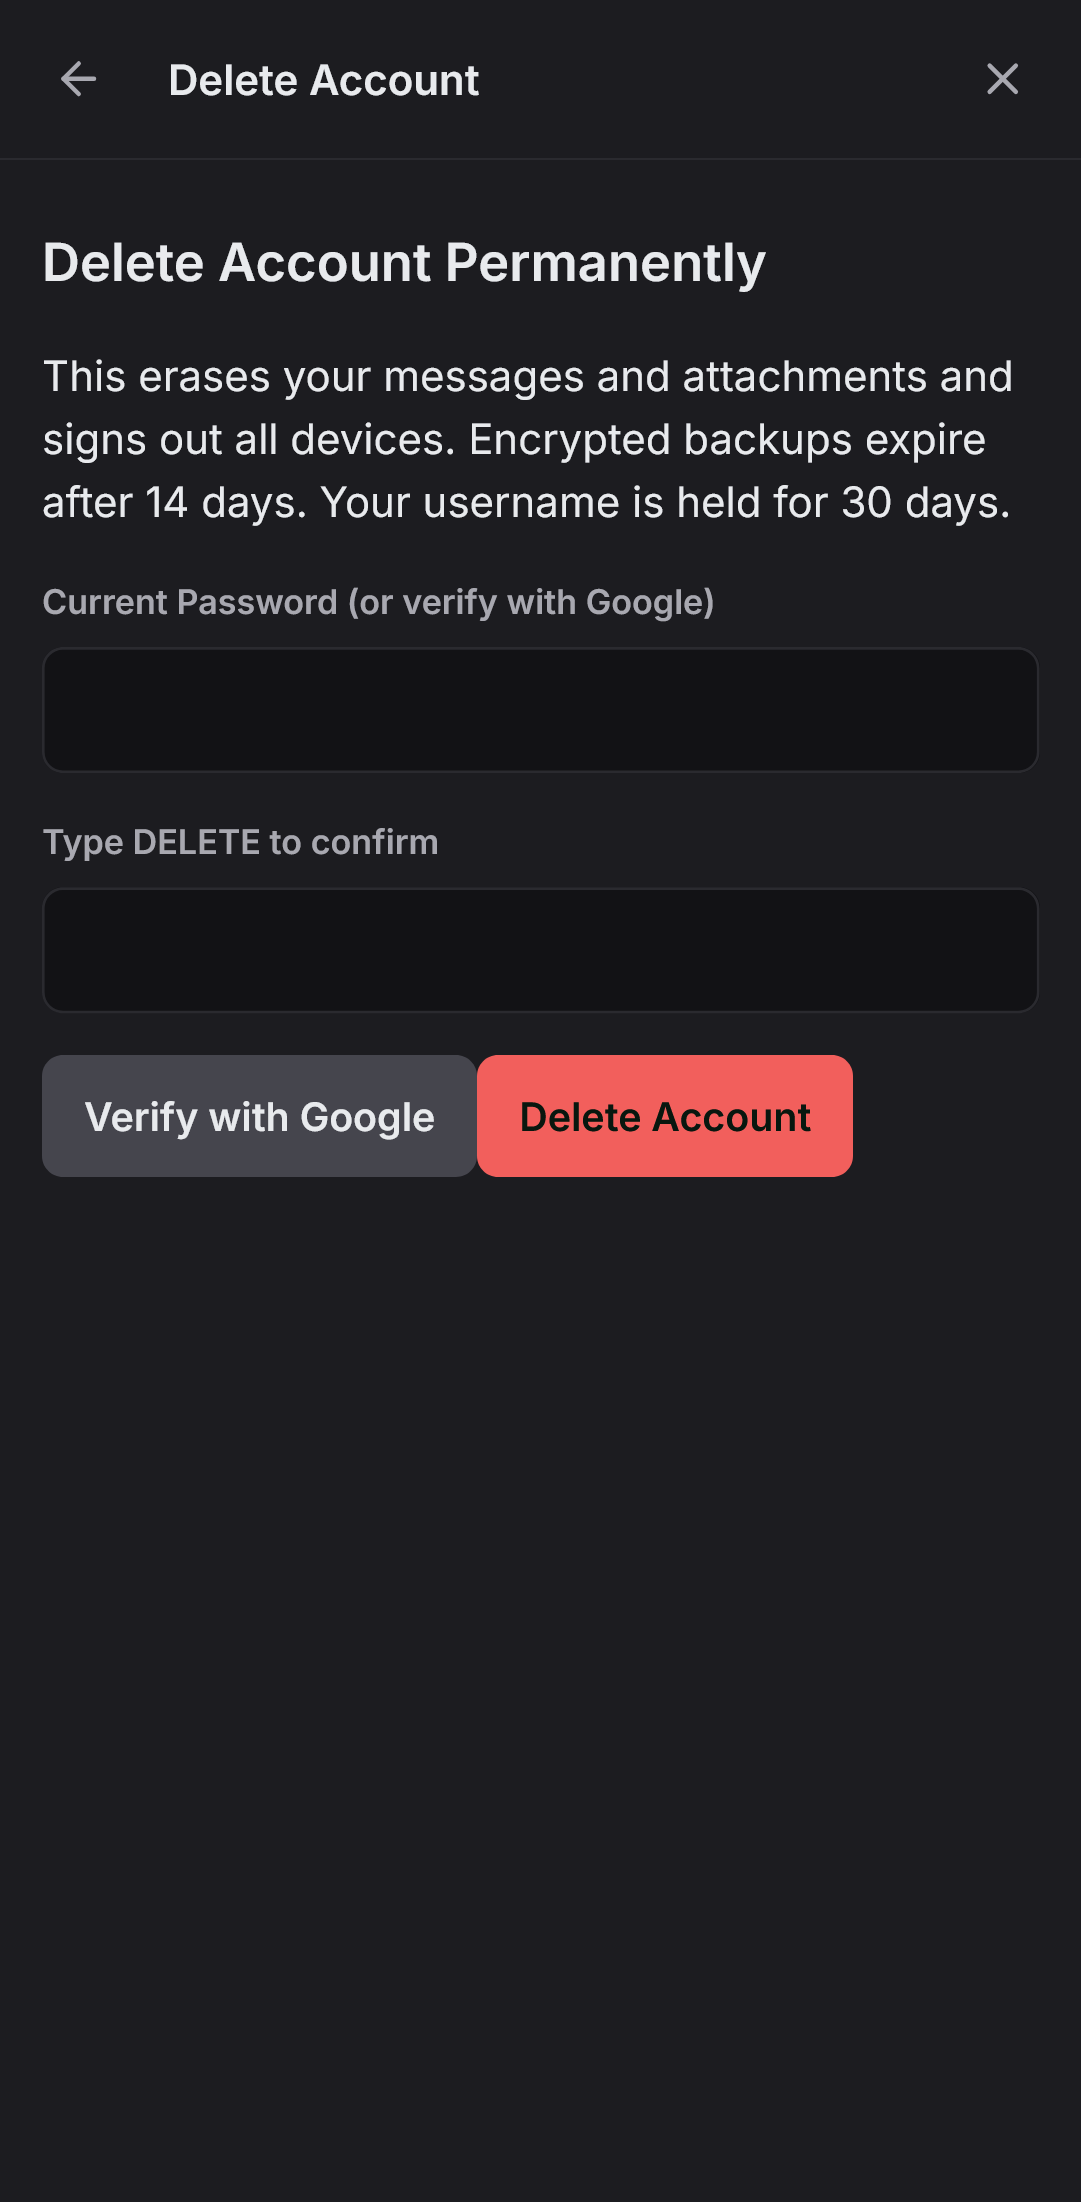 Delete Account
Delete Account Permanently
This erases your messages and attachments and
signs out all devices. Encrypted backups expire
after 14 days. Your username is held for 30 days.
Current Password (or verify with Google)
Type DELETE to confirm
Verify with Google
Delete Account